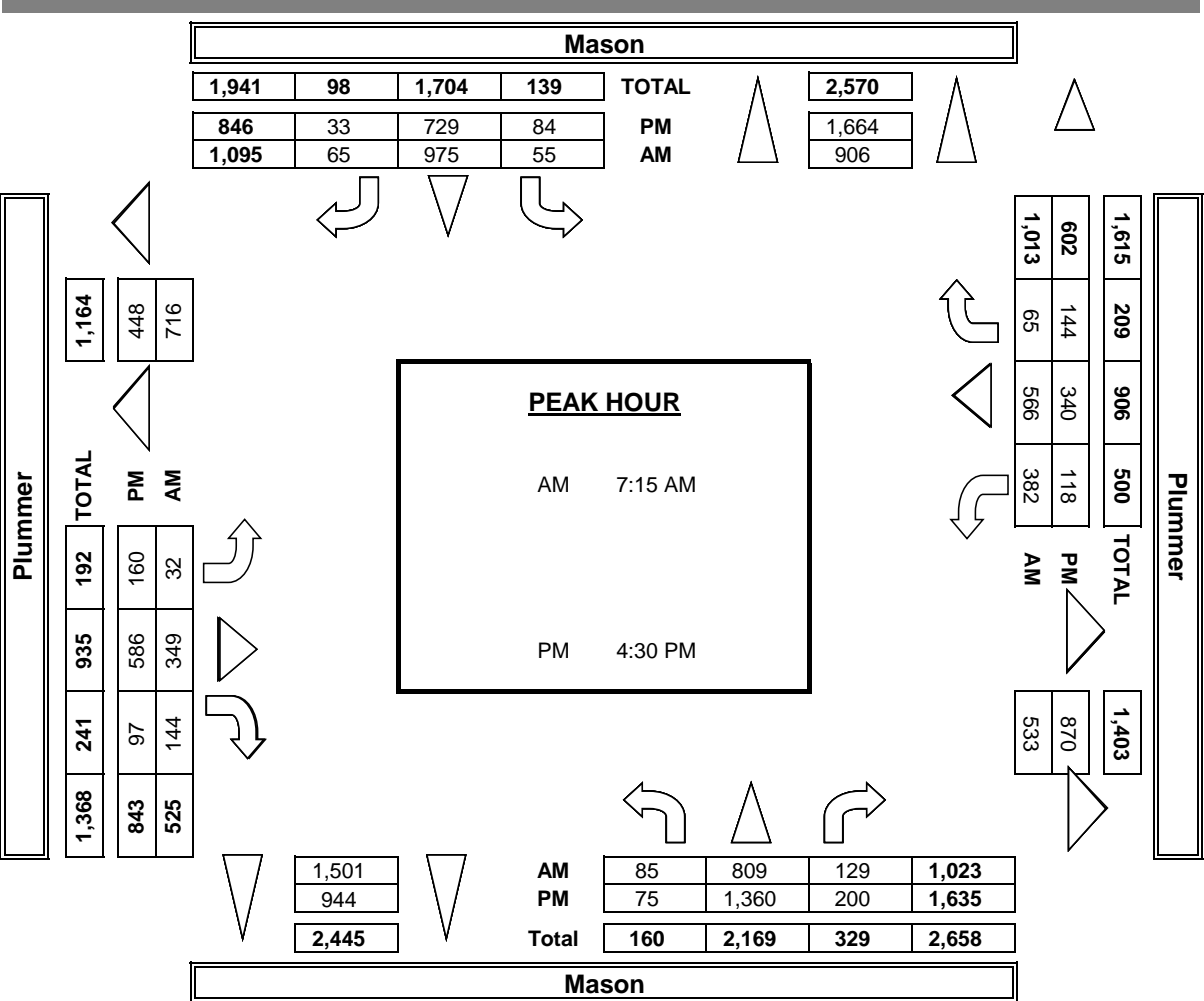 Mason
1,941 98 1,704 139 TOTAL 2,570
846 33 729 84 PM 1,664
1,095 65 975 55 AM 906
Plummer
1,164
448
716
TOTAL PM AM
192 160 32
935 586 349
241 97 144
1,368 843 525
PEAK HOUR
AM 7:15 AM
PM 4:30 PM
1,013 602 1,615
65 144 209
566 340 906
382 118 500
AM PM TOTAL
533 870 1,403
Plummer
1,501 AM 85 809 129 1,023
944 PM 75 1,360 200 1,635
2,445 Total 160 2,169 329 2,658
Mason